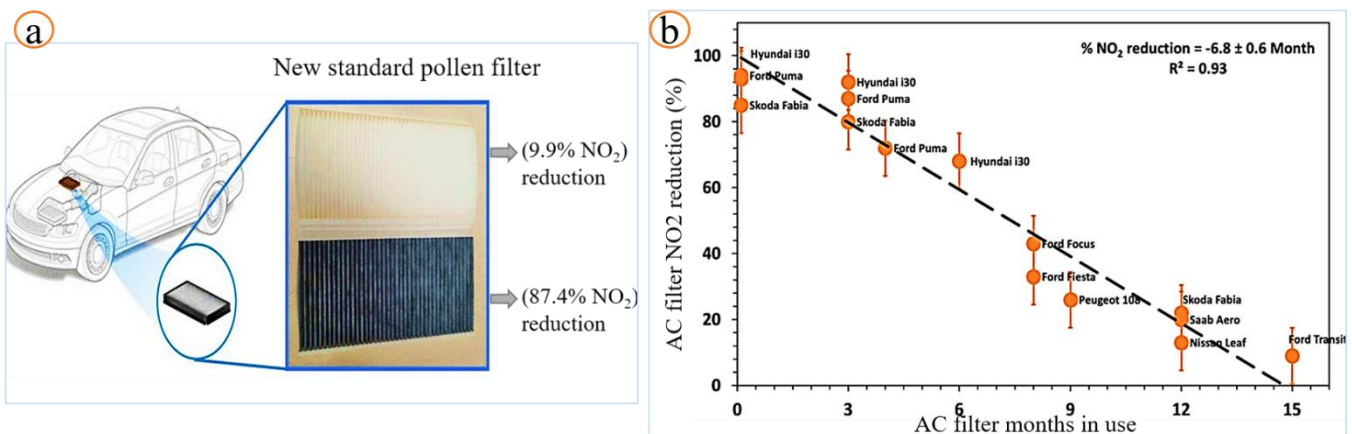 a
New standard pollen filter
(9.9% NO₂)
reduction
(87.4% NO₂)
reduction
b
% NO₂ reduction = -6.8 ± 0.6 Month
R² = 0.93
AC filter NO2 reduction (%)
100
80
60
40
20
0
Hyundai i30
Ford Puma
Skoda Fabia
Hyundai i30
Ford Puma
Skoda Fabia
Ford Puma
Hyundai i30
Ford Focus
Ford Fiesta
Peugeot 108
Skoda Fabia
Saab Aero
Nissan Leaf
Ford Transit
0 3 6 9 12 15
AC filter months in use